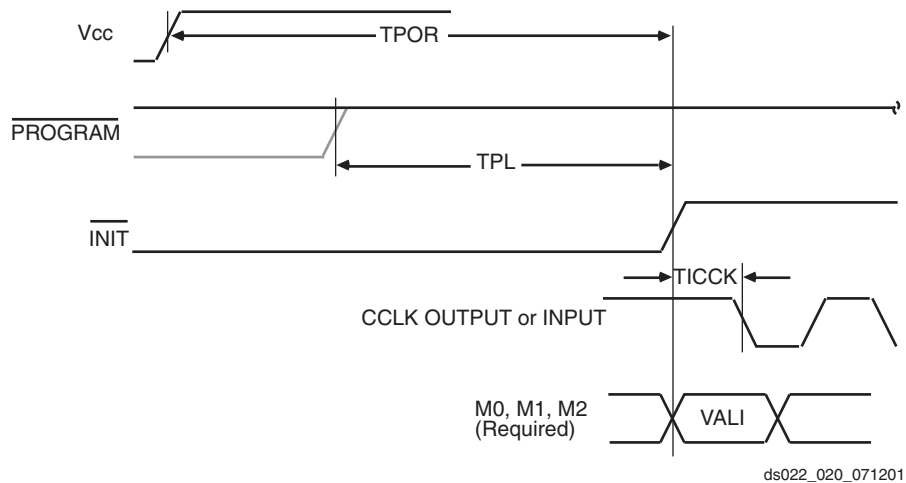 Vcc
TPOR
PROGRAM
TPL
INIT
TICCK
CCLK OUTPUT or INPUT
M0, M1, M2
(Required)
VALI
ds022_020_071201